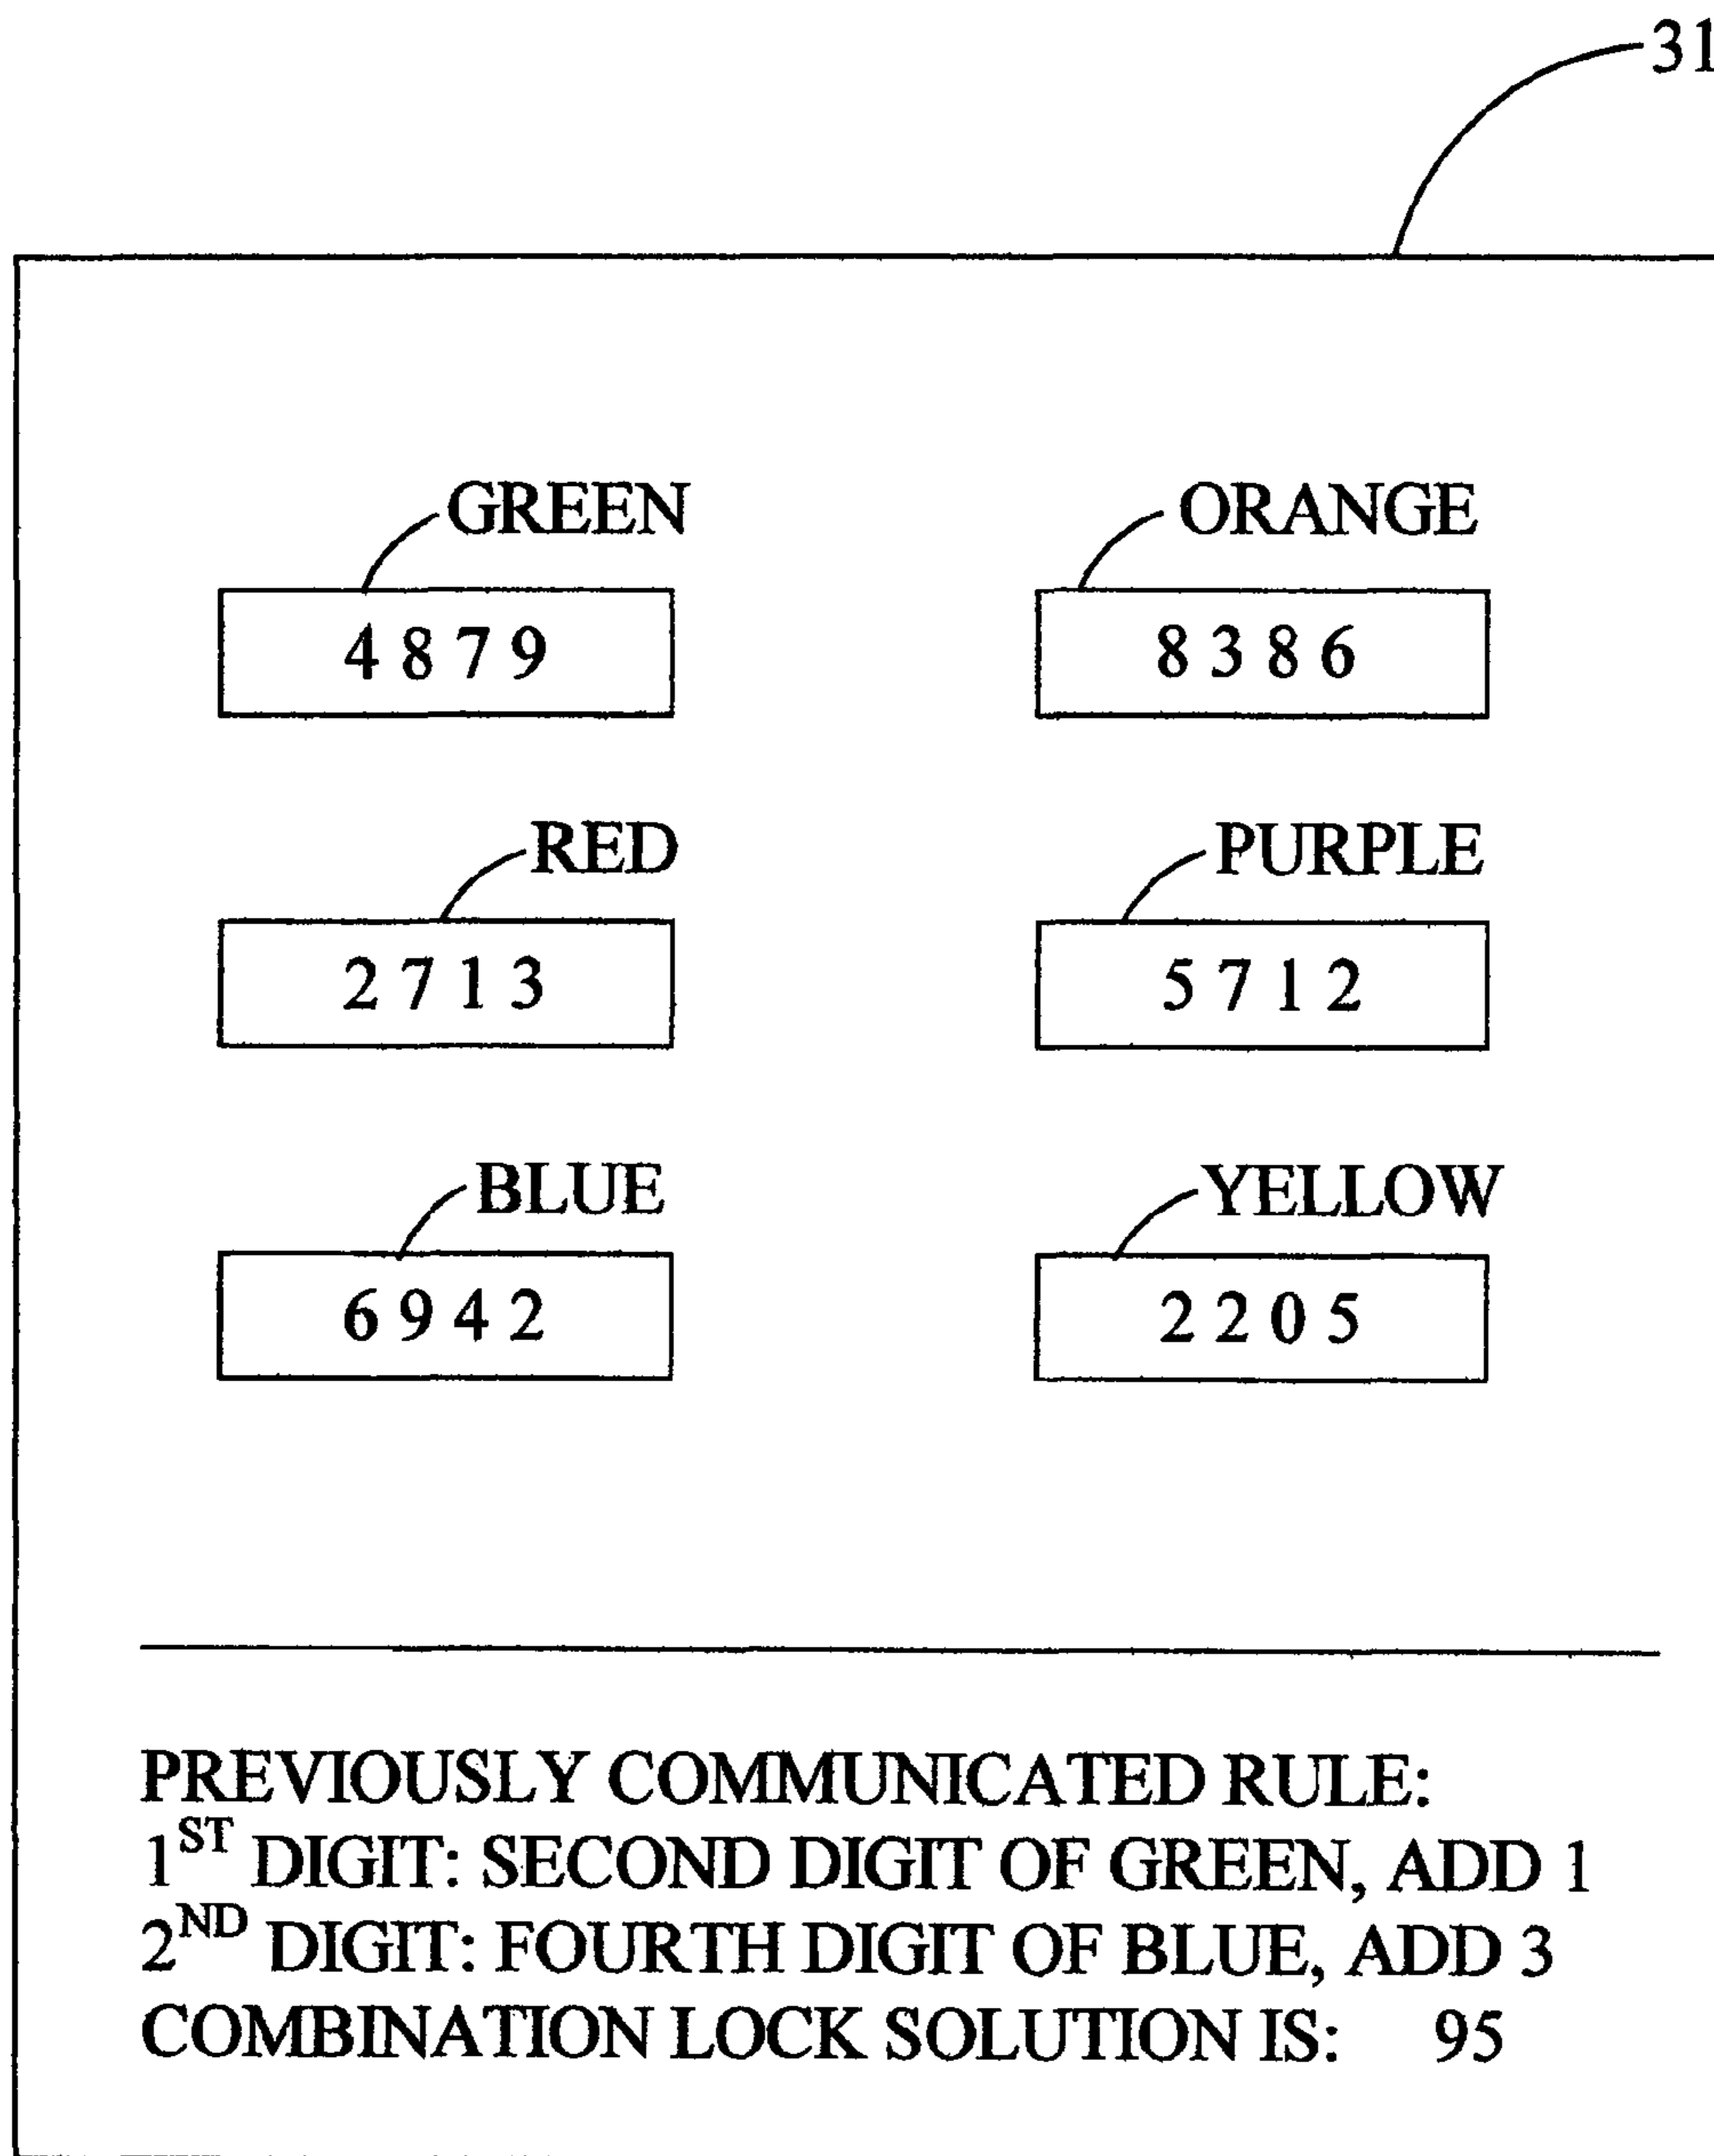 31
GREEN ORANGE
4 8 7 9 8 3 8 6
RED PURPLE
2 7 1 3 5 7 1 2
BLUE YELLOW
6 9 4 2 2 2 0 5
PREVIOUSLY COMMUNICATED RULE:
1ST DIGIT: SECOND DIGIT OF GREEN, ADD 1
2ND DIGIT: FOURTH DIGIT OF BLUE, ADD 3
COMBINATION LOCK SOLUTION IS: 95